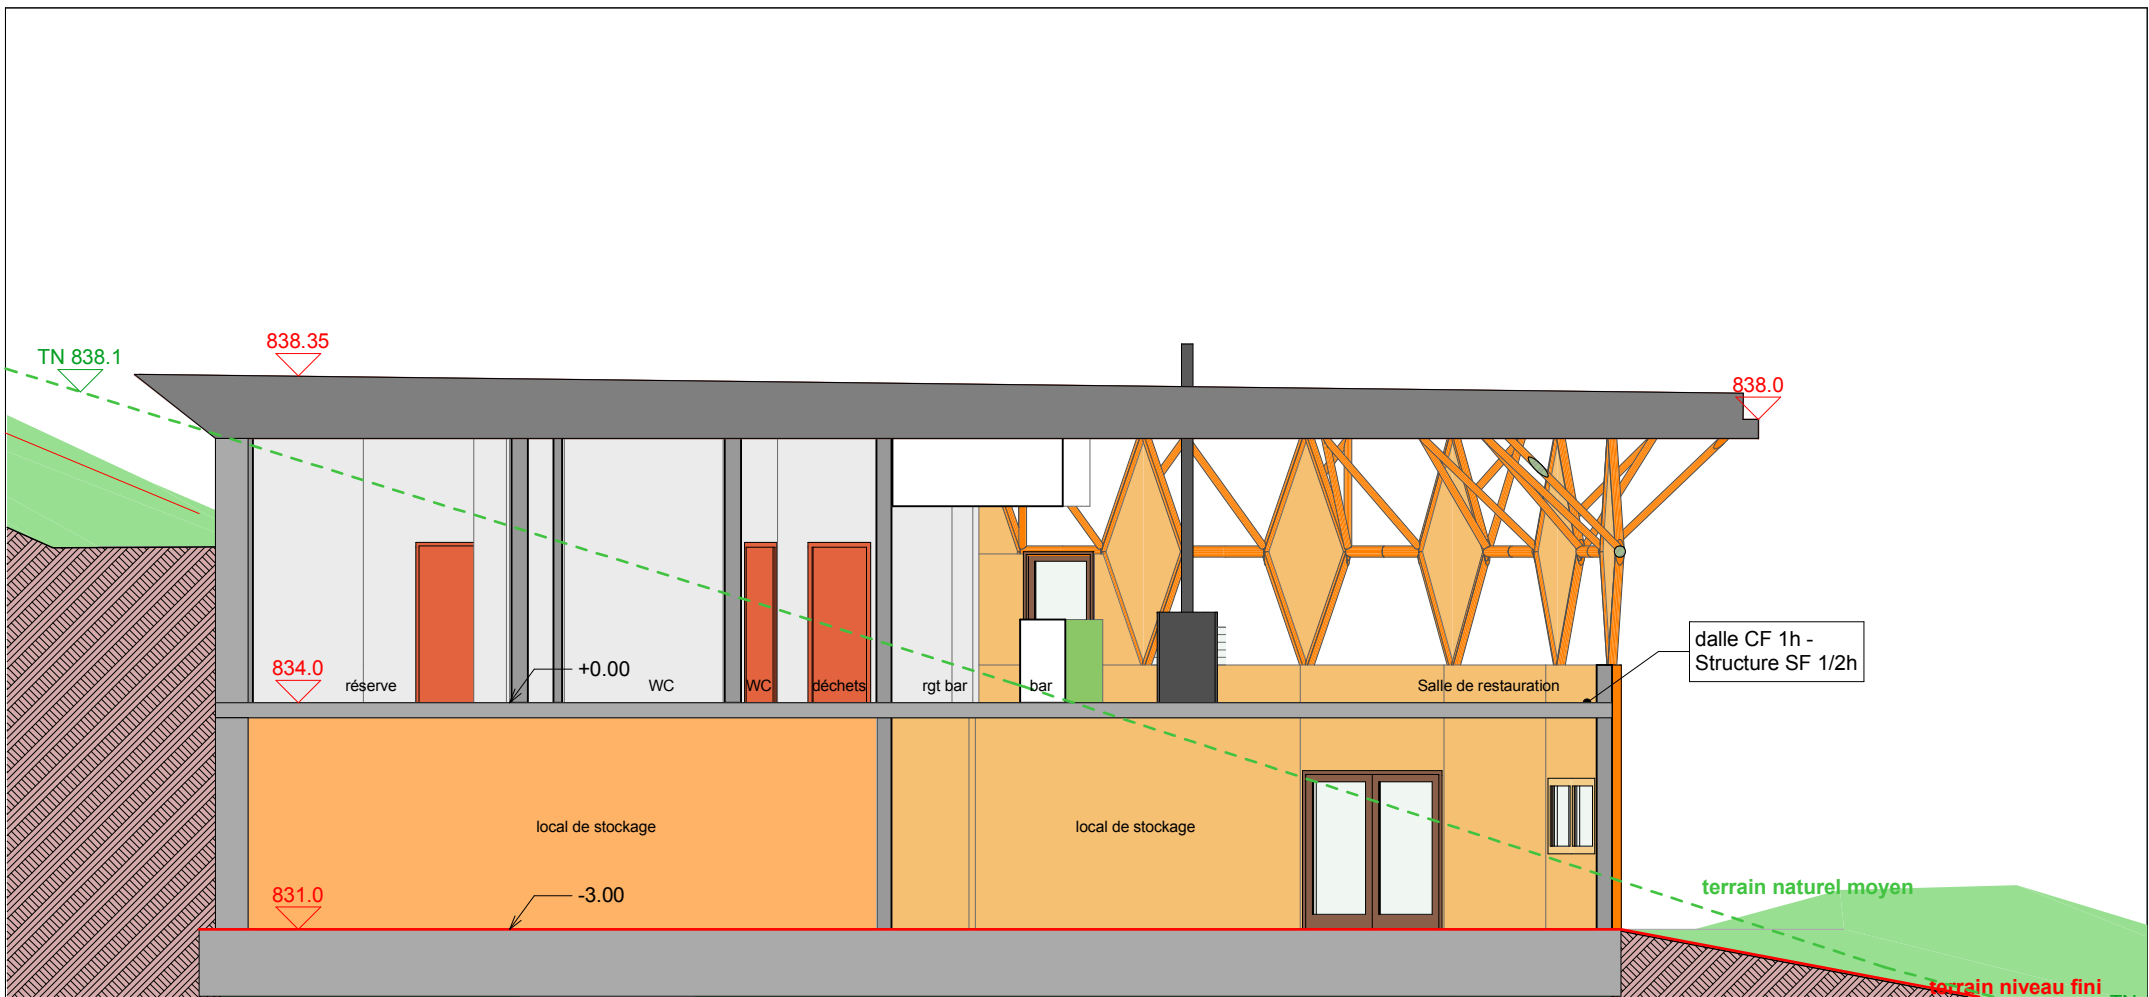 838.35
TN 838.1
838.0
dalle CF 1h -
Structure SF 1/2h
834.0
+0.00
réserve
WC
WC
déchets
rgt bar
bar
Salle de restauration
local de stockage
local de stockage
831.0
-3.00
terrain naturel moyen
terrain niveau fini